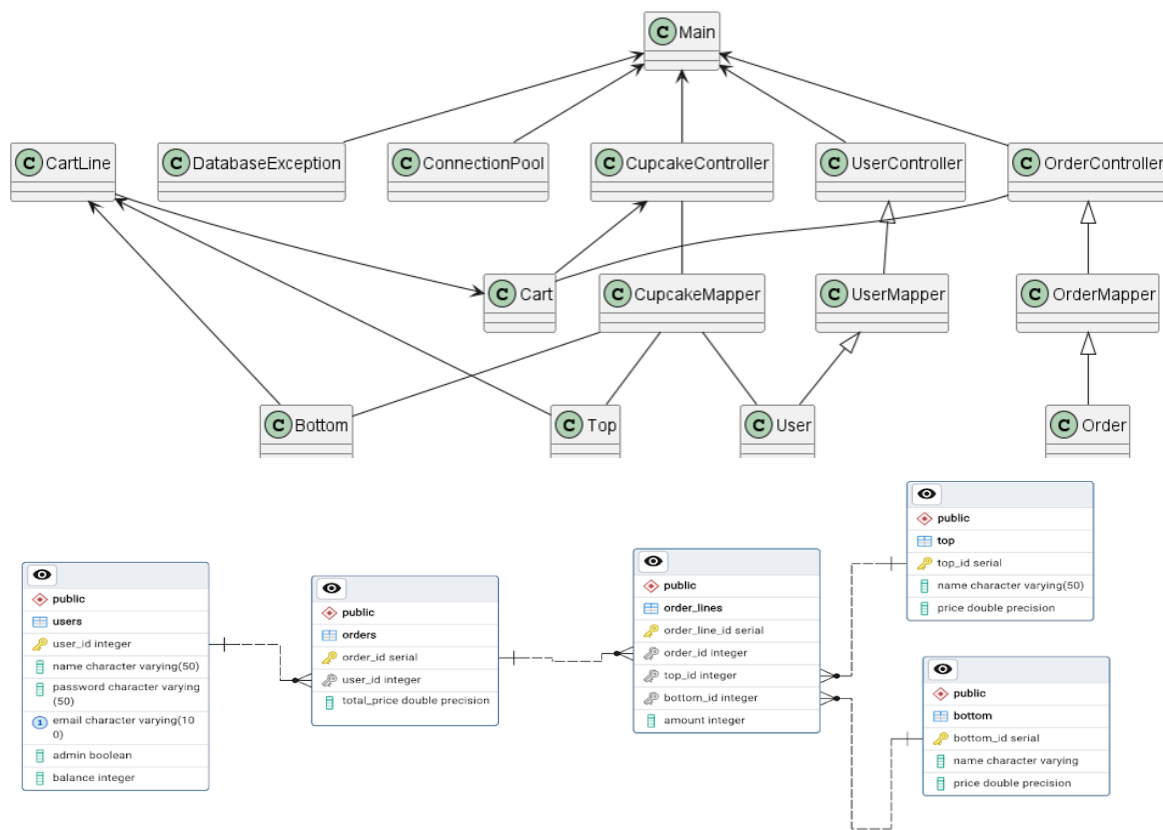 C Main
C CartLine
C DatabaseException
C ConnectionPool
C CupcakeController
C UserController
C OrderController
C Cart
C CupcakeMapper
C UserMapper
C OrderMapper
C Bottom
C Top
C User
C Order
public
users
user_id integer
name character varying(50)
password character varying
(50)
1 email character varying(10
0)
admin boolean
balance integer
public
orders
order_id serial
user_id integer
total_price double precision
public
order_lines
order_line_id serial
order_id integer
top_id integer
bottom_id integer
amount integer
public
top
top_id serial
name character varying(50)
price double precision
public
bottom
bottom_id serial
name character varying
price double precision